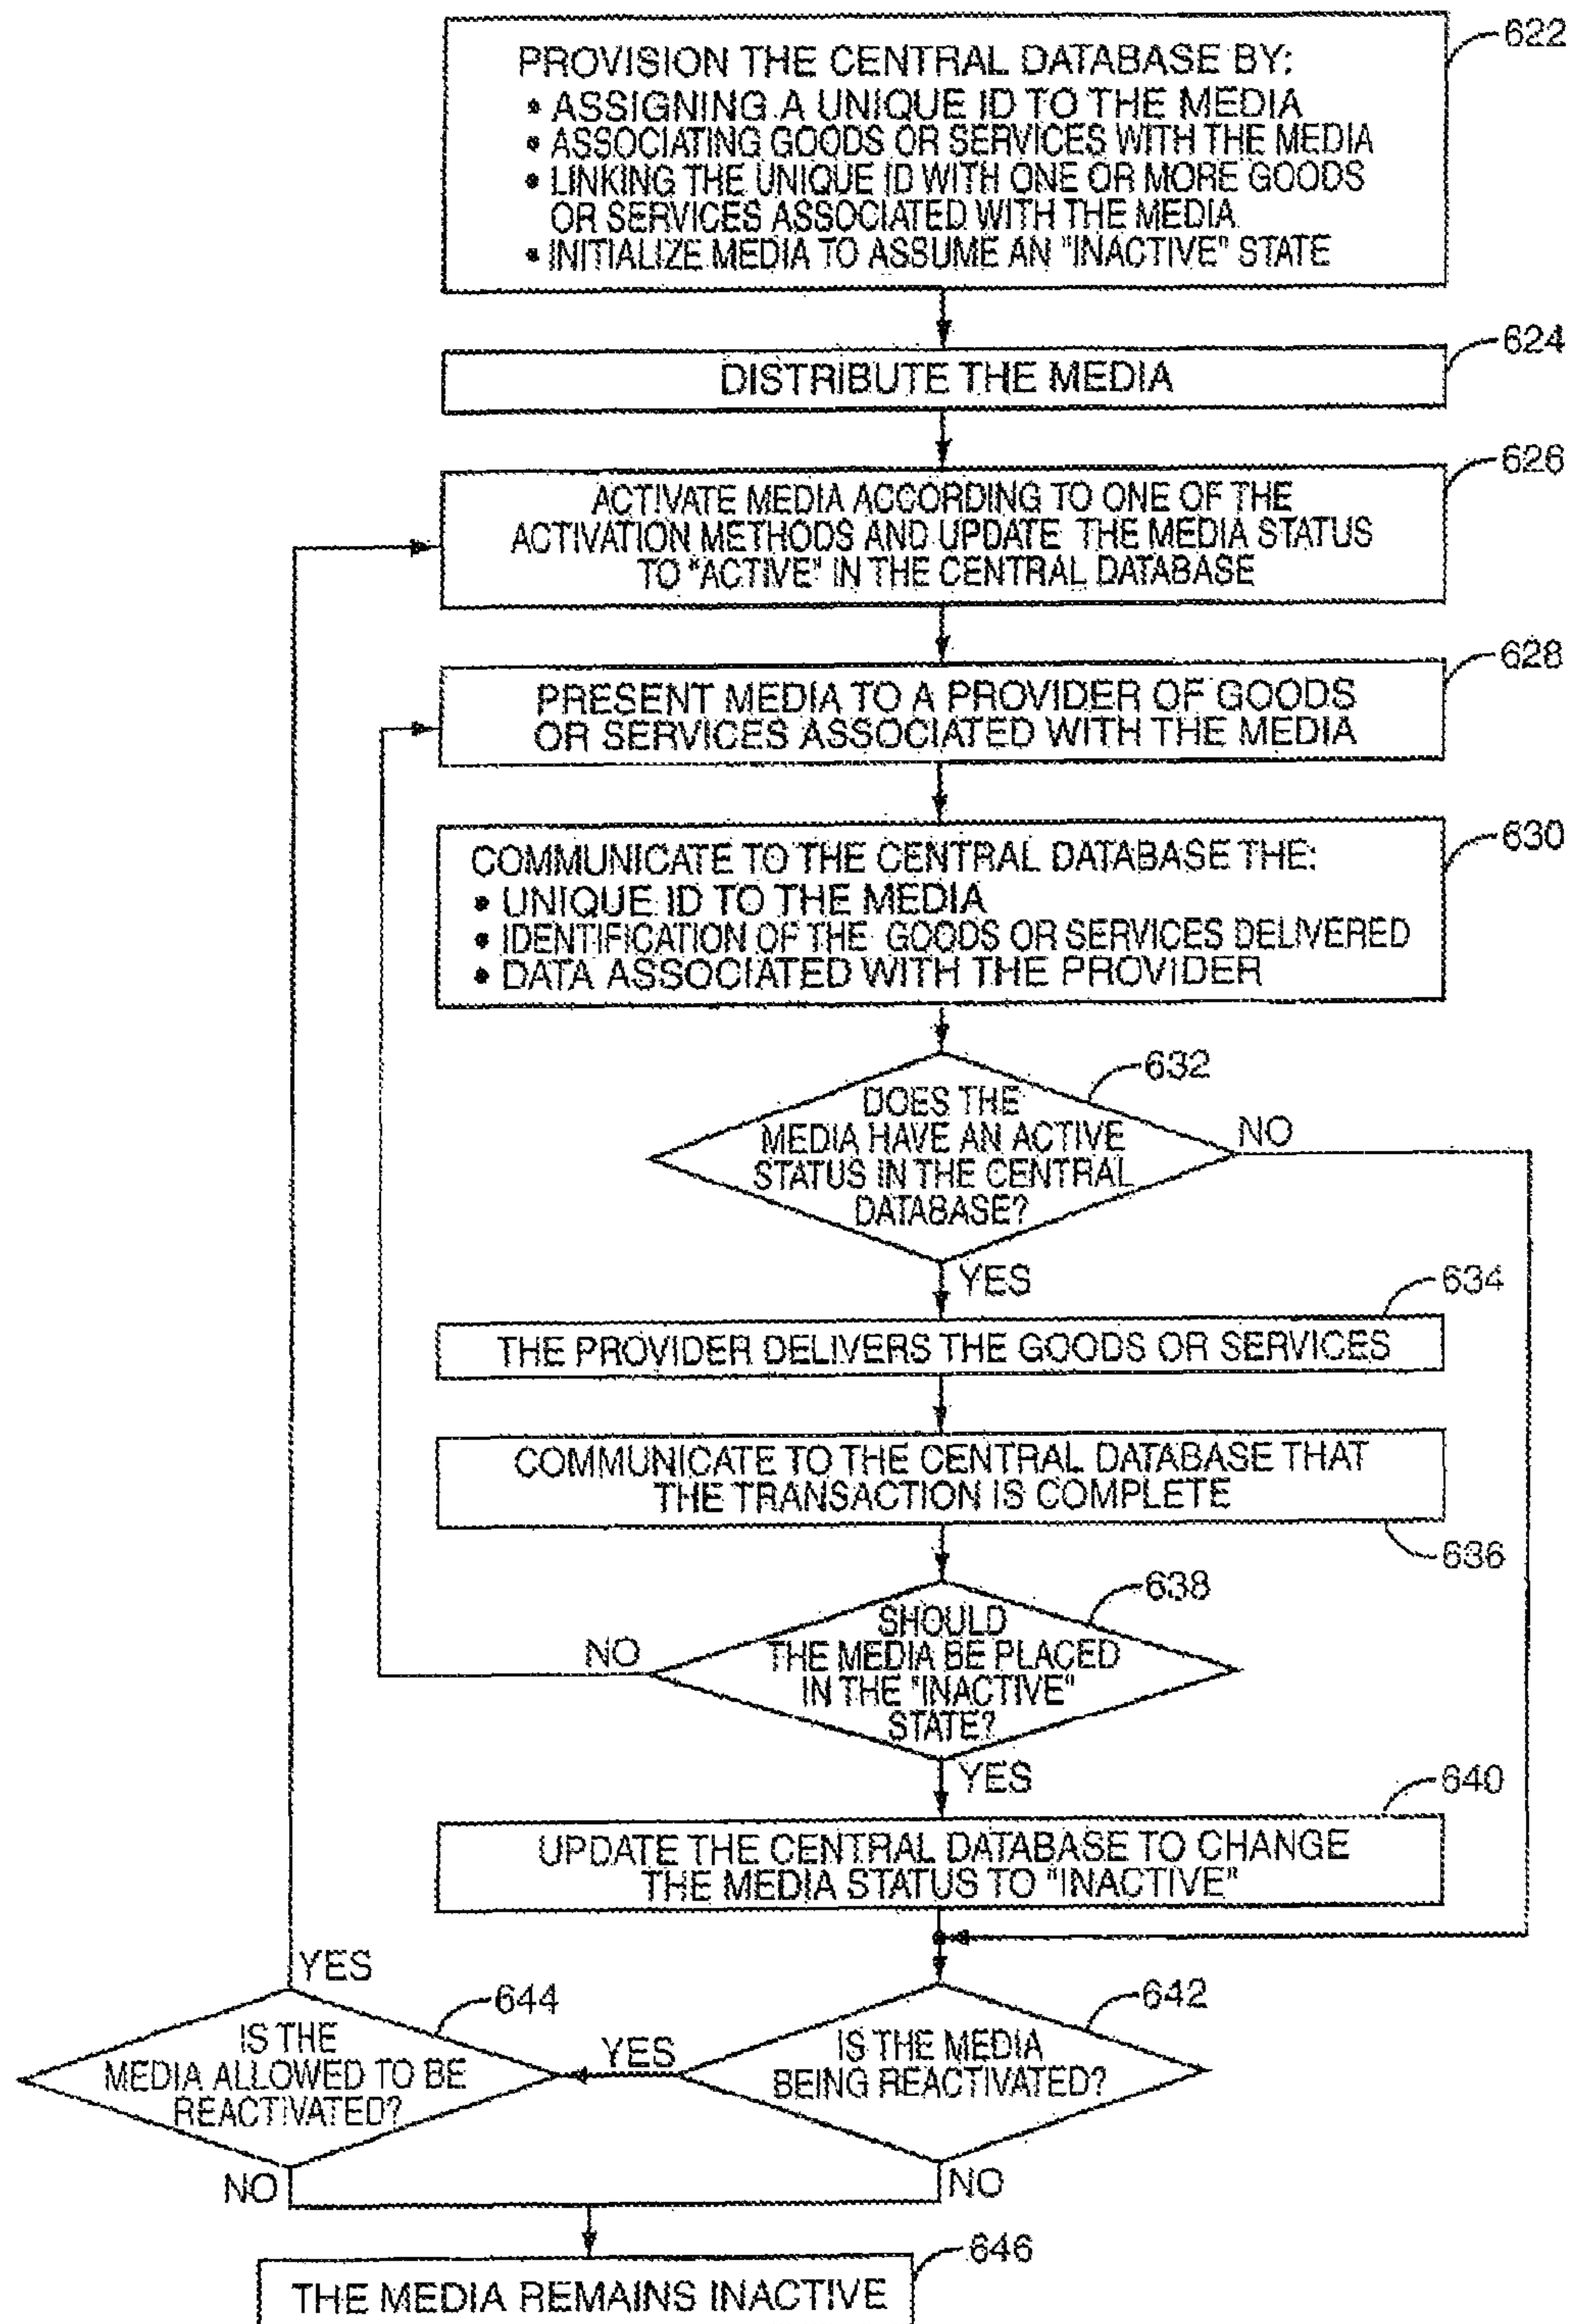 622
PROVISION THE CENTRAL DATABASE BY:
• ASSIGNING A UNIQUE ID TO THE MEDIA
• ASSOCIATING GOODS OR SERVICES WITH THE MEDIA
• LINKING THE UNIQUE ID WITH ONE OR MORE GOODS
OR SERVICES ASSOCIATED WITH THE MEDIA
• INITIALIZE MEDIA TO ASSUME AN "INACTIVE" STATE
624
DISTRIBUTE THE MEDIA
626
ACTIVATE MEDIA ACCORDING TO ONE OF THE
ACTIVATION METHODS AND UPDATE THE MEDIA STATUS
TO "ACTIVE" IN THE CENTRAL DATABASE
628
PRESENT MEDIA TO A PROVIDER OF GOODS
OR SERVICES ASSOCIATED WITH THE MEDIA
630
COMMUNICATE TO THE CENTRAL DATABASE THE:
• UNIQUE ID TO THE MEDIA
• IDENTIFICATION OF THE GOODS OR SERVICES DELIVERED
• DATA ASSOCIATED WITH THE PROVIDER
632
DOES THE
MEDIA HAVE AN ACTIVE
STATUS IN THE CENTRAL
DATABASE?
NO
YES
634
THE PROVIDER DELIVERS THE GOODS OR SERVICES
COMMUNICATE TO THE CENTRAL DATABASE THAT
THE TRANSACTION IS COMPLETE
636
638
SHOULD
THE MEDIA BE PLACED
IN THE "INACTIVE"
STATE?
NO
YES
640
UPDATE THE CENTRAL DATABASE TO CHANGE
THE MEDIA STATUS TO "INACTIVE"
YES
644
IS THE
MEDIA ALLOWED TO BE
REACTIVATED?
YES
642
IS THE MEDIA
BEING REACTIVATED?
NO
NO
646
THE MEDIA REMAINS INACTIVE